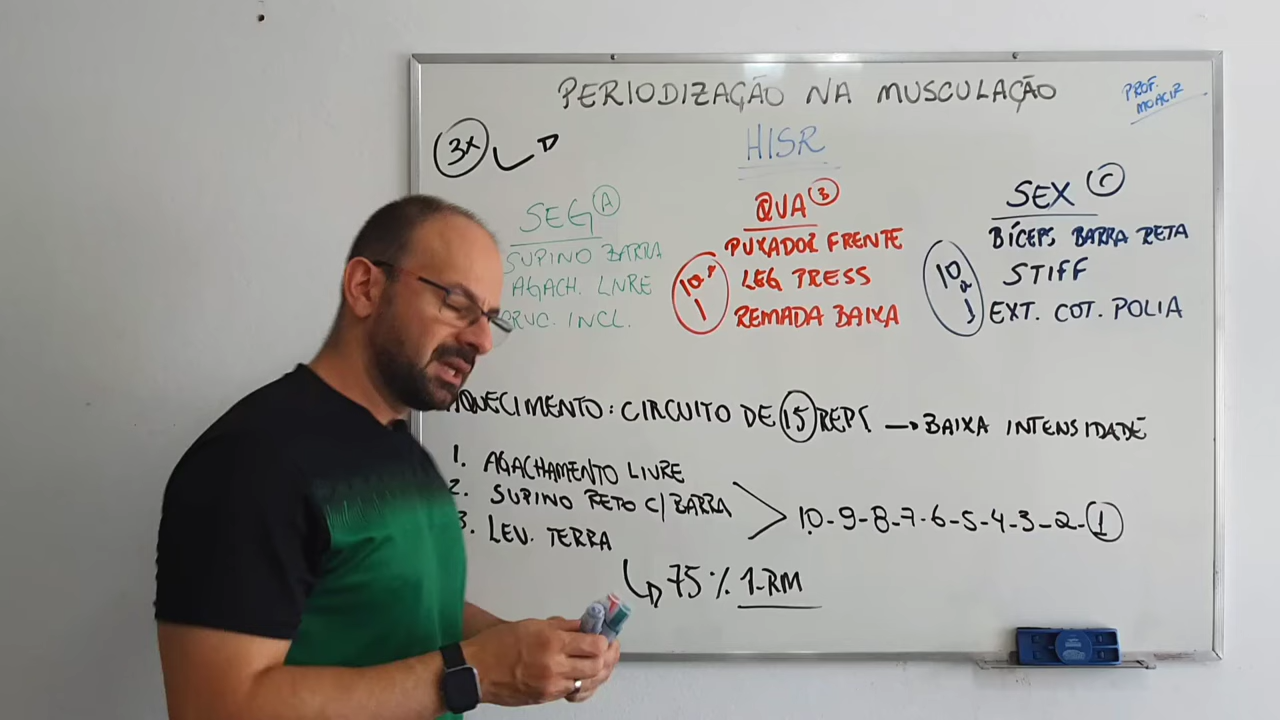 PERIODIZAÇÃO NA MUSCULAÇÃO
PROF.
MOACIR
3X
HISR
SEG A
SUPINO BARRA
AGACH. LIVRE
INCL.
QUA B
PUXADOR FRENTE
LEG PRESS
REMADA BAIXA
10 a
1
SEX C
BÍCEPS BARRA RETA
STIFF
EXT. COT. POLIA
10 a
1
AQUECIMENTO: CIRCUITO DE 15 REPS → BAIXA INTENSIDADE
1. AGACHAMENTO LIVRE
2. SUPINO RETO C/ BARRA
3. LEV. TERRA
10-9-8-7-6-5-4-3-2-1
75% 1-RM